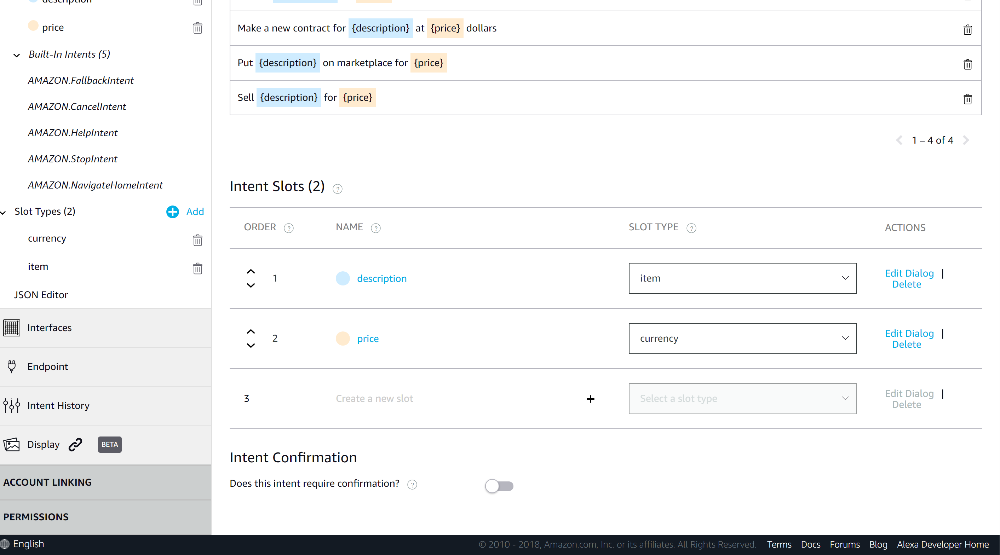 description
price
Built-In Intents (5)
AMAZON.FallbackIntent
AMAZON.CancelIntent
AMAZON.HelpIntent
AMAZON.StopIntent
AMAZON.NavigateHomeIntent
Slot Types (2) Add
currency
item
JSON Editor
Interfaces
Endpoint
Intent History
Display BETA
ACCOUNT LINKING
PERMISSIONS
Make a new contract for {description} at {price} dollars
Put {description} on marketplace for {price}
Sell {description} for {price}
1 – 4 of 4
Intent Slots (2) ?
ORDER ? NAME ? SLOT TYPE ? ACTIONS
1 description item Edit Dialog |
Delete
2 price currency Edit Dialog |
Delete
3 Create a new slot + Select a slot type Edit Dialog |
Delete
Intent Confirmation
Does this intent require confirmation? ?
English © 2010 - 2018, Amazon.com, Inc. or its affiliates. All Rights Reserved. Terms Docs Forums Blog Alexa Developer Home